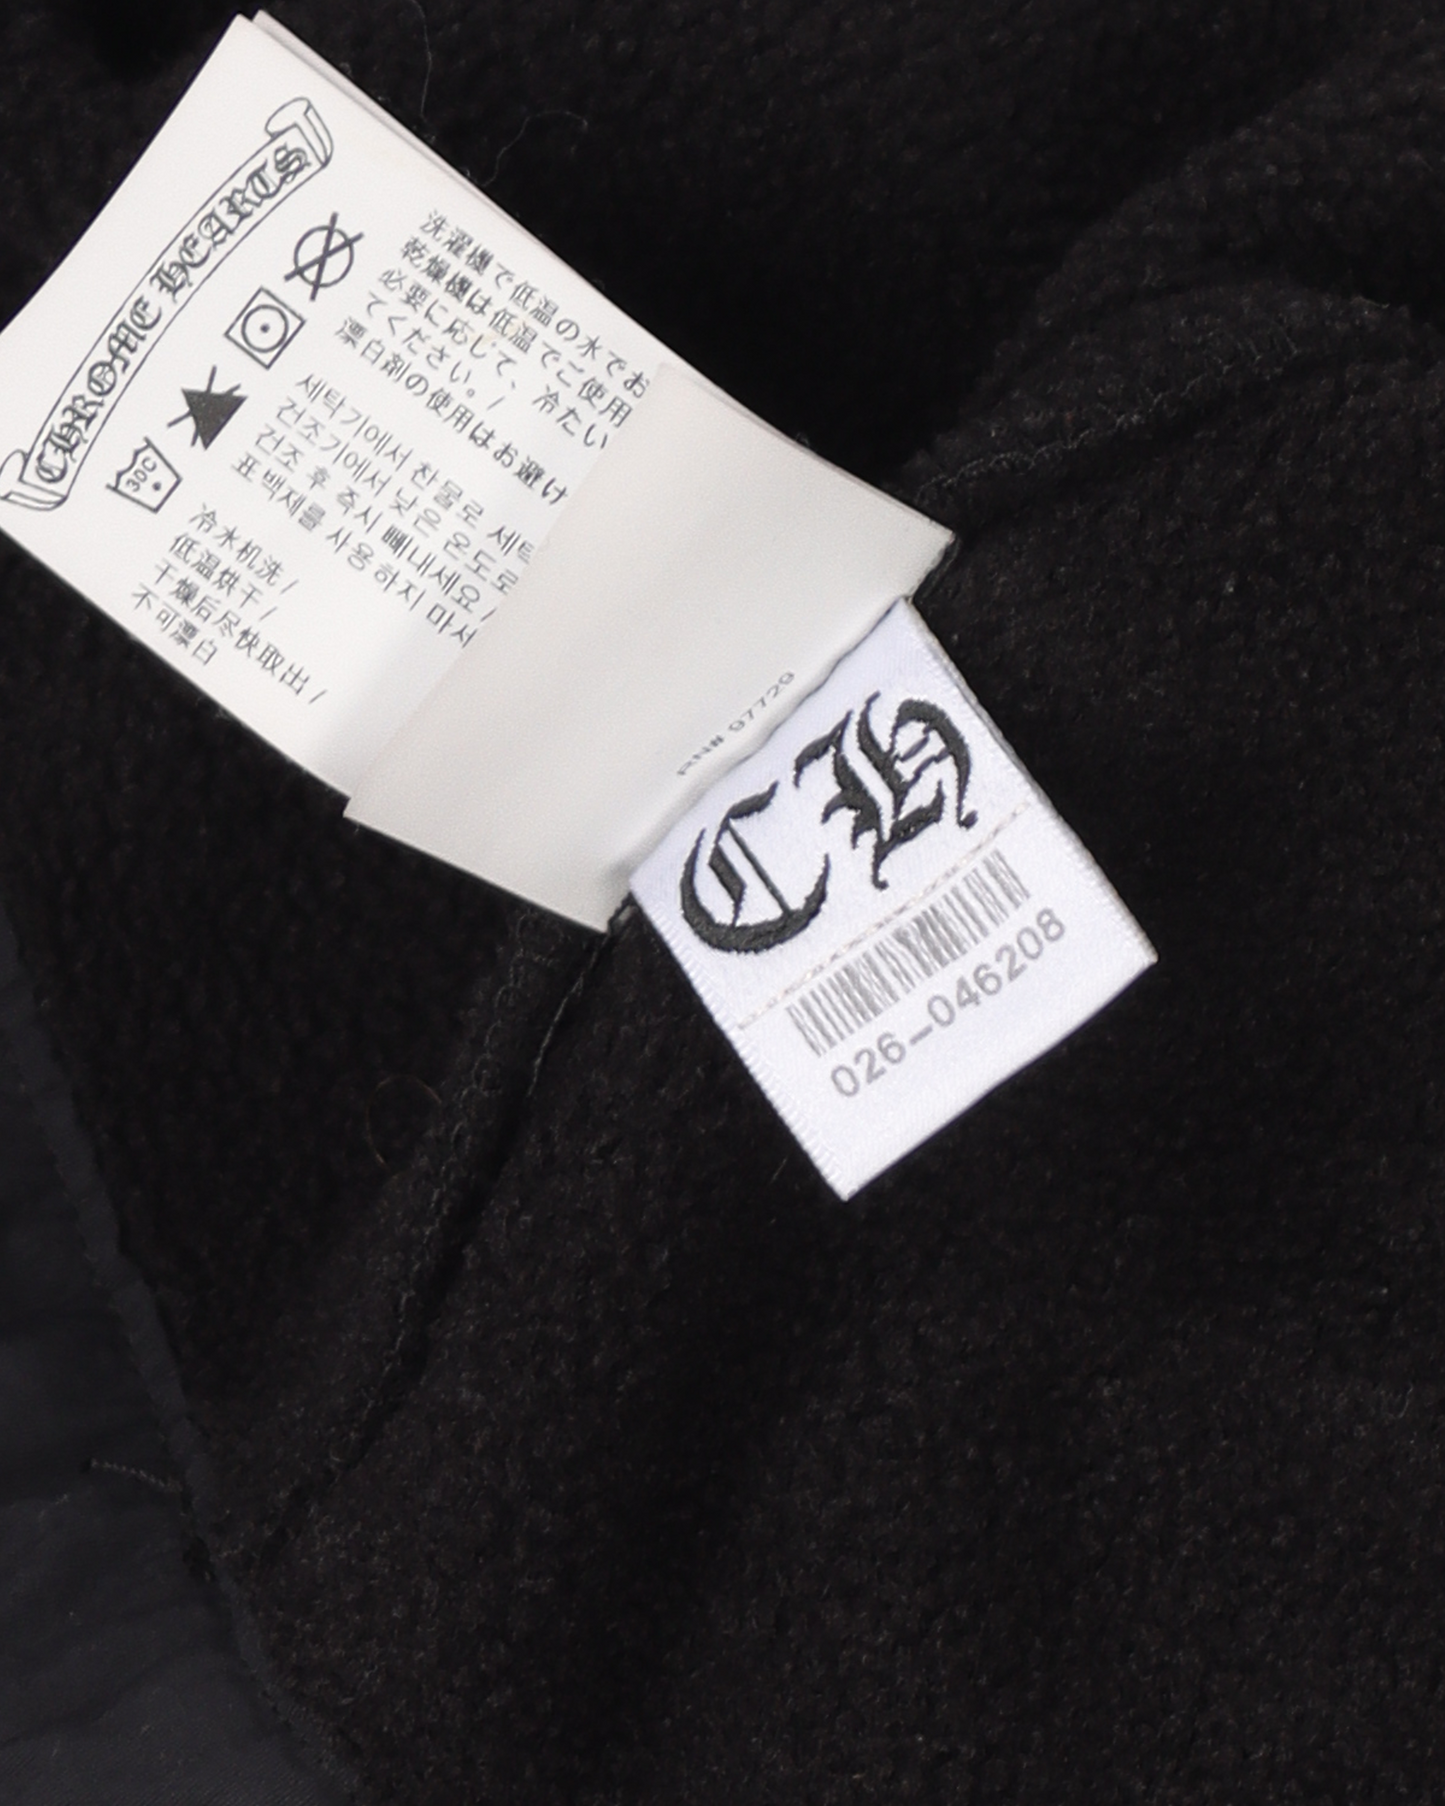 CHROME HEARTS
洗濯機で低温の水でお
乾燥機は低温でご使用
必要に応じて、冷たい
てください。/
漂白剤の使用はお避け
세탁기에서 찬물로 세탁
건조기에서 낮은 온도로
건조 후 즉시 빼내세요 /
표백제를 사용하지 마서
30C
冷水机洗 /
低温烘干 /
干燥后尽快取出 /
不可漂白
RN# 97729
CH
026-046208